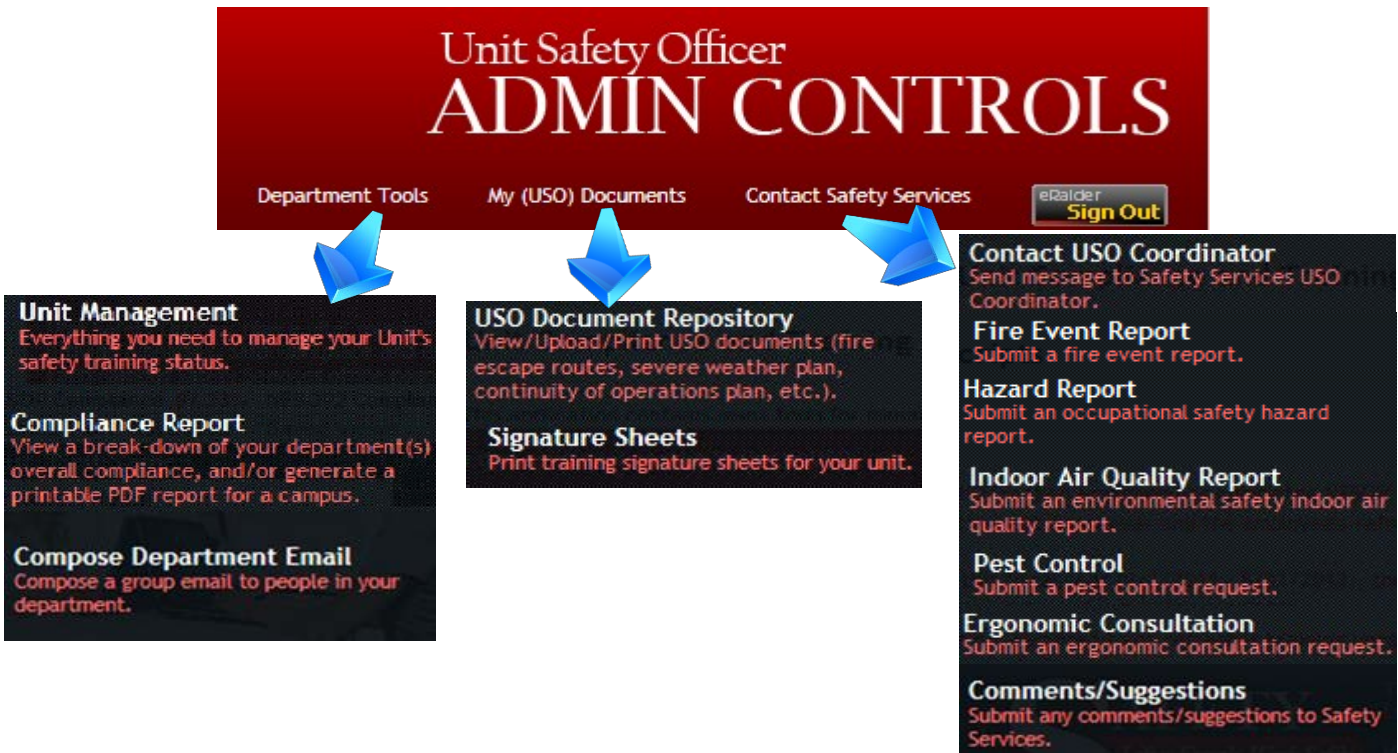 Unit Safety Officer
ADMIN CONTROLS
Department Tools
My (USO) Documents
Contact Safety Services
eRaider
Sign Out
Unit Management
Everything you need to manage your Unit's
safety training status.
Compliance Report
View a break-down of your department(s)
overall compliance, and/or generate a
printable PDF report for a campus.
Compose Department Email
Compose a group email to people in your
department.
USO Document Repository
View/Upload/Print USO documents (fire
escape routes, severe weather plan,
continuity of operations plan, etc.).
Signature Sheets
Print training signature sheets for your unit.
Contact USO Coordinator
Send message to Safety Services USO
Coordinator.
Fire Event Report
Submit a fire event report.
Hazard Report
Submit an occupational safety hazard
report.
Indoor Air Quality Report
Submit an environmental safety indoor air
quality report.
Pest Control
Submit a pest control request.
Ergonomic Consultation
Submit an ergonomic consultation request.
Comments/Suggestions
Submit any comments/suggestions to Safety
Services.